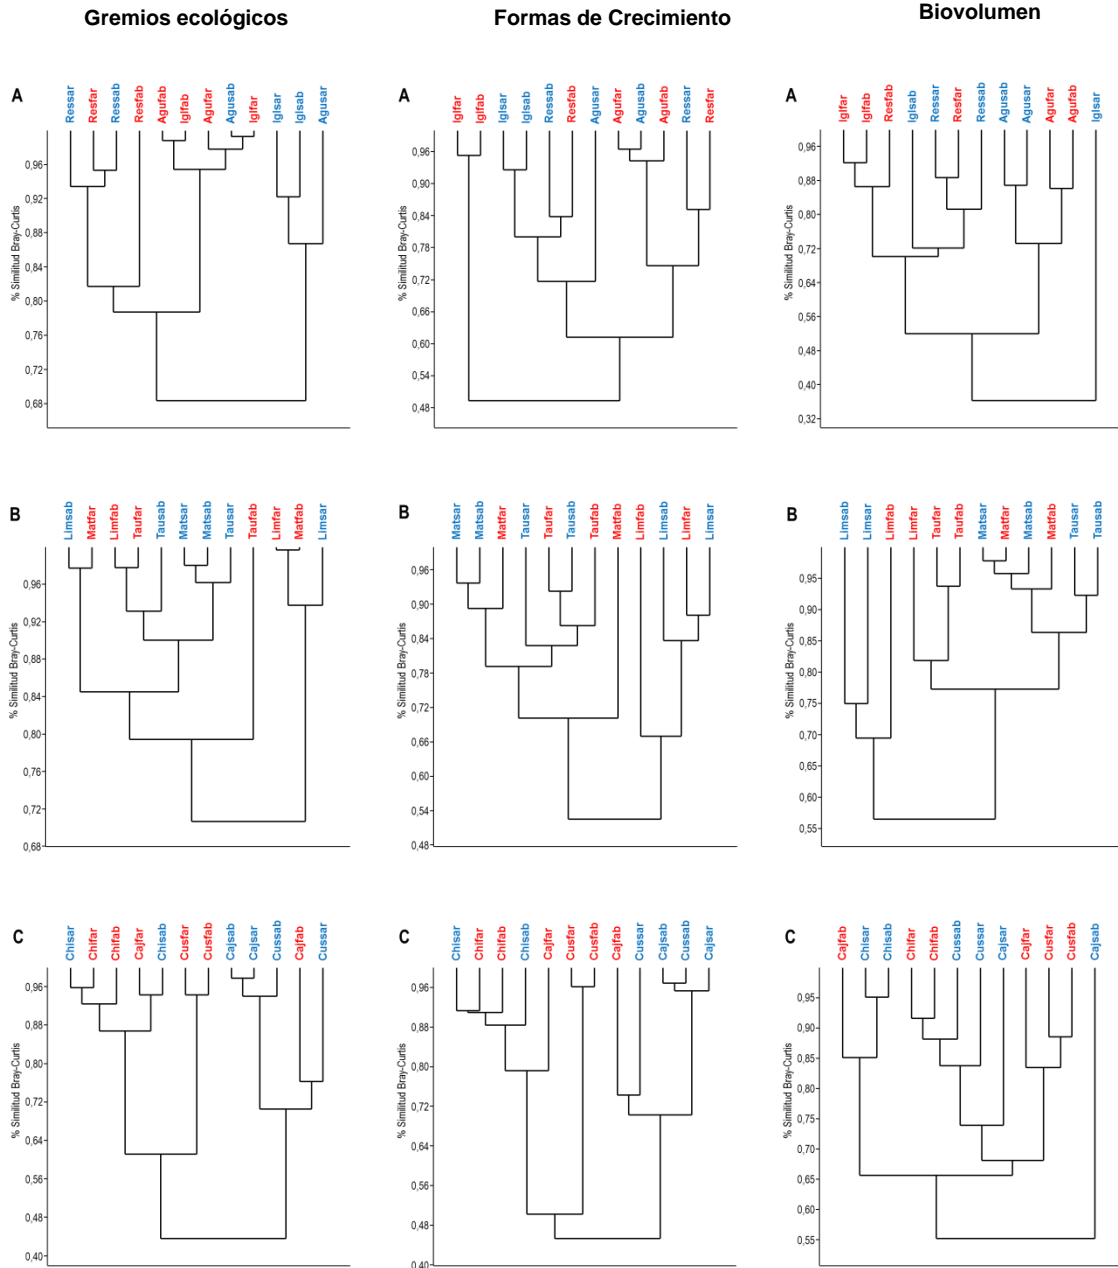 Gremios ecológicos
Formas de Crecimiento
Biovolumen
A
Ressar Resfar Ressab Resfab Agufab Iglfab Agufar Agusab Iglfar Iglsar Iglsab Agusar
% Similitud Bray-Curtis
0,96
0,92
0,88
0,84
0,80
0,76
0,72
0,68
A
Iglfar Iglfab Iglsar Iglsab Ressab Resfab Agusar Agufar Agusab Agufab Ressar Resfar
% Similitud Bray-Curtis
0,96
0,90
0,84
0,78
0,72
0,66
0,60
0,54
0,48
A
Iglfar Iglfab Resfab Iglsab Ressar Resfar Ressab Agusab Agusar Agufar Agufab Iglsar
% Similitud Bray-Curtis
0,96
0,88
0,80
0,72
0,64
0,56
0,48
0,40
0,32
B
Limsab Matfar Limfab Taufar Tausab Matsar Matsab Tausar Taufab Limfar Matfab Limsar
% Similitud Bray-Curtis
0,96
0,92
0,88
0,84
0,80
0,76
0,72
0,68
B
Matsar Matsab Matfar Tausar Taufar Tausab Taufab Matfab Limfab Limsab Limfar Limsar
% Similitud Bray-Curtis
0,96
0,90
0,84
0,78
0,72
0,66
0,60
0,54
0,48
B
Limsab Limsar Limfab Limfar Taufar Taufab Matsar Matfar Matsab Matfab Tausar Tausab
% Similitud Bray-Curtis
0,95
0,90
0,85
0,80
0,75
0,70
0,65
0,60
0,55
C
Chisar Chifar Chifab Cajfar Chisab Cusfar Cusfab Cajsab Cajsar Cussab Cajfab Cussar
% Similitud Bray-Curtis
0,96
0,88
0,80
0,72
0,64
0,56
0,48
0,40
C
Chisar Chifar Chifab Chisab Cajfar Cusfar Cusfab Cajfab Cussar Cajsab Cussab Cajsar
% Similitud Bray-Curtis
0,96
0,88
0,80
0,72
0,64
0,56
0,48
0,40
C
Cajfab Chisar Chisab Chifar Chifab Cussab Cussar Cajsar Cajfar Cusfar Cusfab Cajsab
% Similitud Bray-Curtis
0,95
0,90
0,85
0,80
0,75
0,70
0,65
0,60
0,55